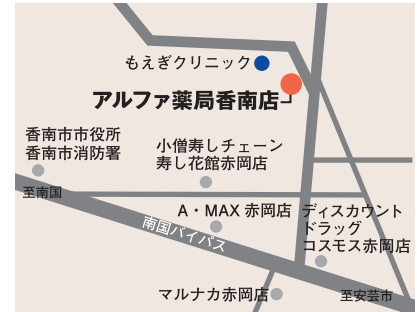 もえぎクリニック
アルファ薬局香南店
香南市市役所
香南市消防署
小僧寿しチェーン
寿し花館赤岡店
至南国
A・MAX 赤岡店
ディスカウント
ドラッグ
コスモス赤岡店
南国バイパス
マルナカ赤岡店
至安芸市